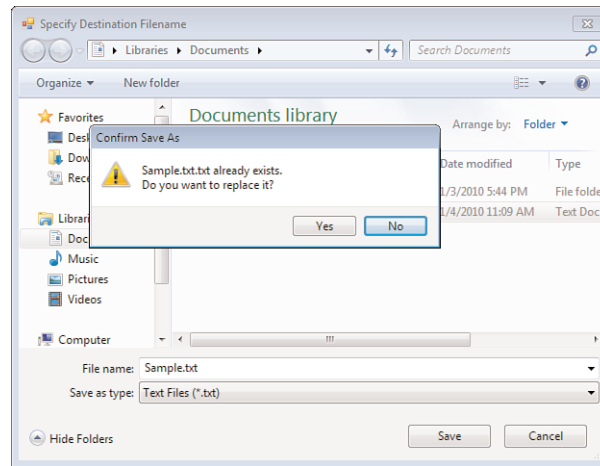 Specify Destination Filename
Libraries Documents
Search Documents
Organize New folder
Favorites
Documents library
Arrange by: Folder
Confirm Save As
Sample.txt.txt already exists.
Do you want to replace it?
Yes No
Date modified Type
1/3/2010 5:44 PM File folde
1/4/2010 11:09 AM Text Doc
Desk
Dow
Rece
Librari
Doc
Music
Pictures
Videos
Computer
File name: Sample.txt
Save as type: Text Files (*.txt)
Hide Folders
Save Cancel